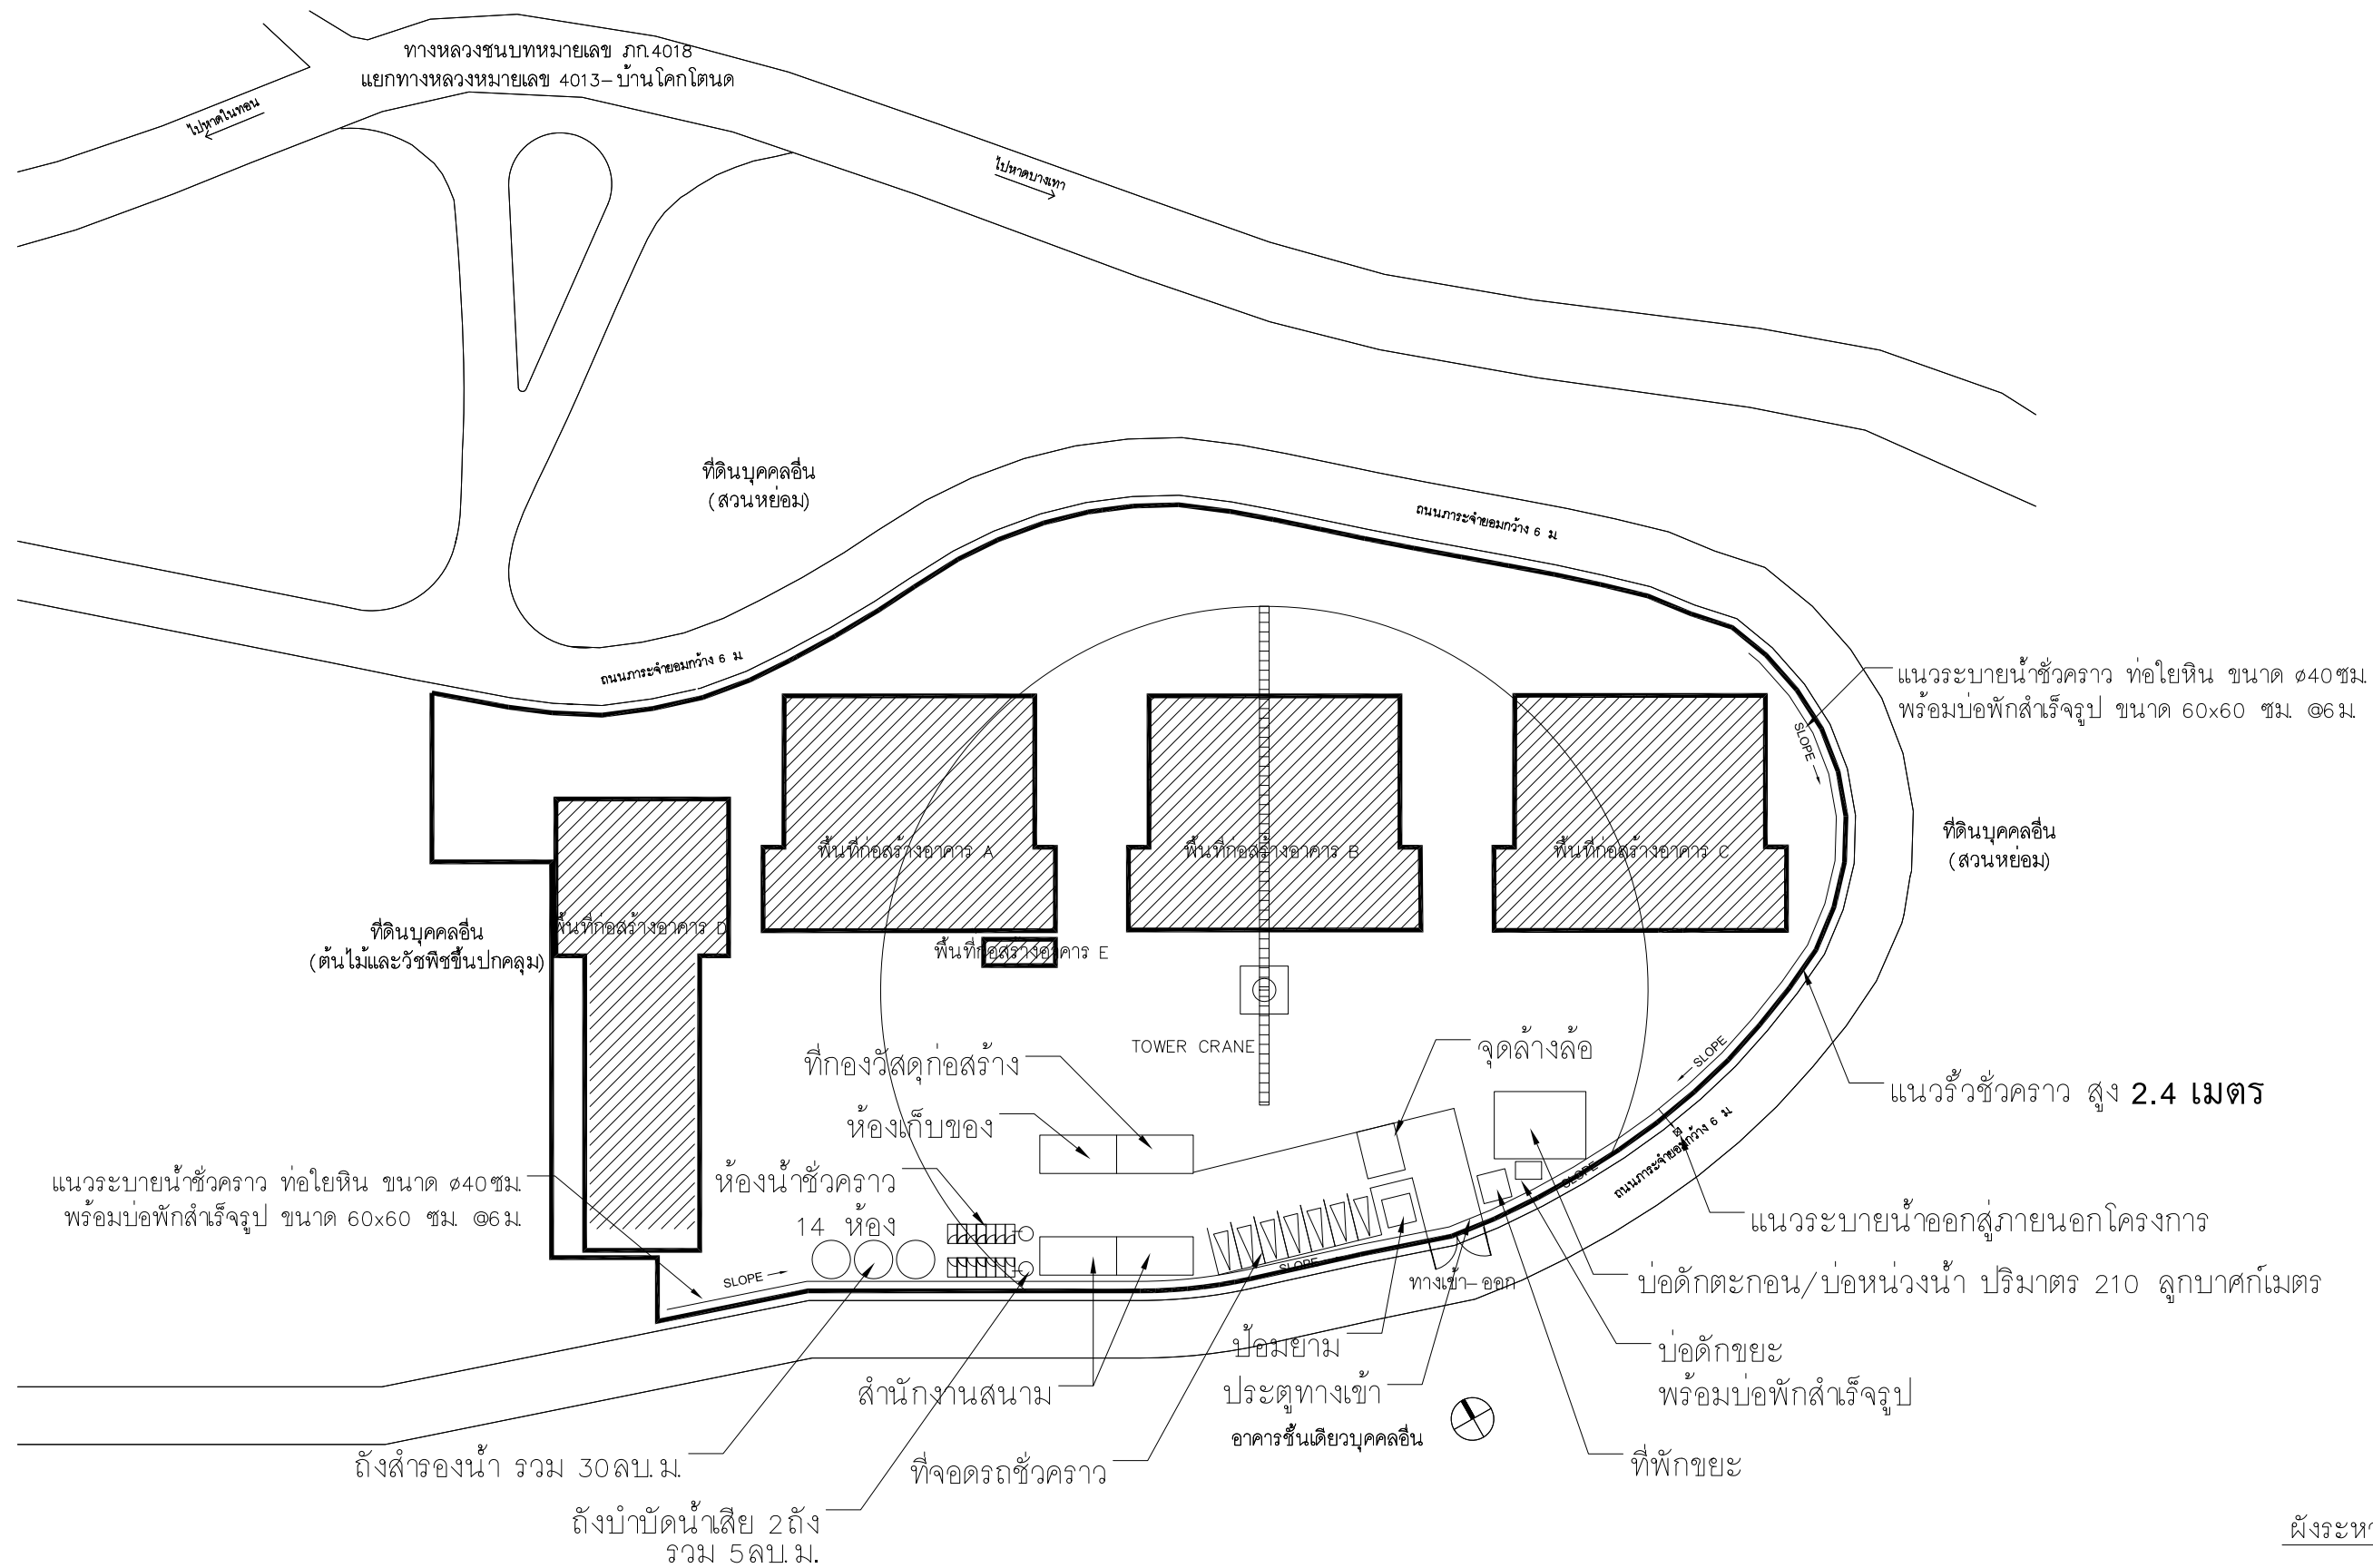 ทางหลวงชนบทหมายเลข ภก.4018
แยกทางหลวงหมายเลข 4013-บ้านโคกโตนด
ไปหาดในทอน
ไปหาดบางเทา
ที่ดินบุคคลอื่น
(สวนหย่อม)
ถนนภาระจำยอมกว้าง 6 ม.
ถนนภาระจำยอมกว้าง 6 ม.
แนวระบายน้ำชั่วคราว ท่อใยหิน ขนาด ø40ซม.
พร้อมบ่อพักสำเร็จรูป ขนาด 60x60 ซม. @6ม.
SLOPE
ที่ดินบุคคลอื่น
(สวนหย่อม)
พื้นที่ก่อสร้างอาคาร A
พื้นที่ก่อสร้างอาคาร B
พื้นที่ก่อสร้างอาคาร C
พื้นที่ก่อสร้างอาคาร D
พื้นที่ก่อสร้างอาคาร E
ที่ดินบุคคลอื่น
(ต้นไม้และวัชพืชขึ้นปกคลุม)
TOWER CRANE
จุดล้างล้อ
ที่กองวัสดุก่อสร้าง
ห้องเก็บของ
SLOPE
แนวรั้วชั่วคราว สูง 2.4 เมตร
ถนนภาระจำยอมกว้าง 6 ม.
แนวระบายน้ำชั่วคราว ท่อใยหิน ขนาด ø40ซม.
พร้อมบ่อพักสำเร็จรูป ขนาด 60x60 ซม. @6ม.
ห้องน้ำชั่วคราว
14 ห้อง
SLOPE
SLOPE
SLOPE
แนวระบายน้ำออกสู่ภายนอกโครงการ
ทางเข้า-ออก
บ่อดักตะกอน/บ่อหน่วงน้ำ ปริมาตร 210 ลูกบาศก์เมตร
ป้อมยาม
บ่อดักขยะ
พร้อมบ่อพักสำเร็จรูป
สำนักงานสนาม
ประตูทางเข้า
อาคารชั้นเดียวบุคคลอื่น
ถังสำรองน้ำ รวม 30ลบ.ม.
ที่จอดรถชั่วคราว
ที่พักขยะ
ถังบำบัดน้ำเสีย 2ถัง
รวม 5ลบ.ม.